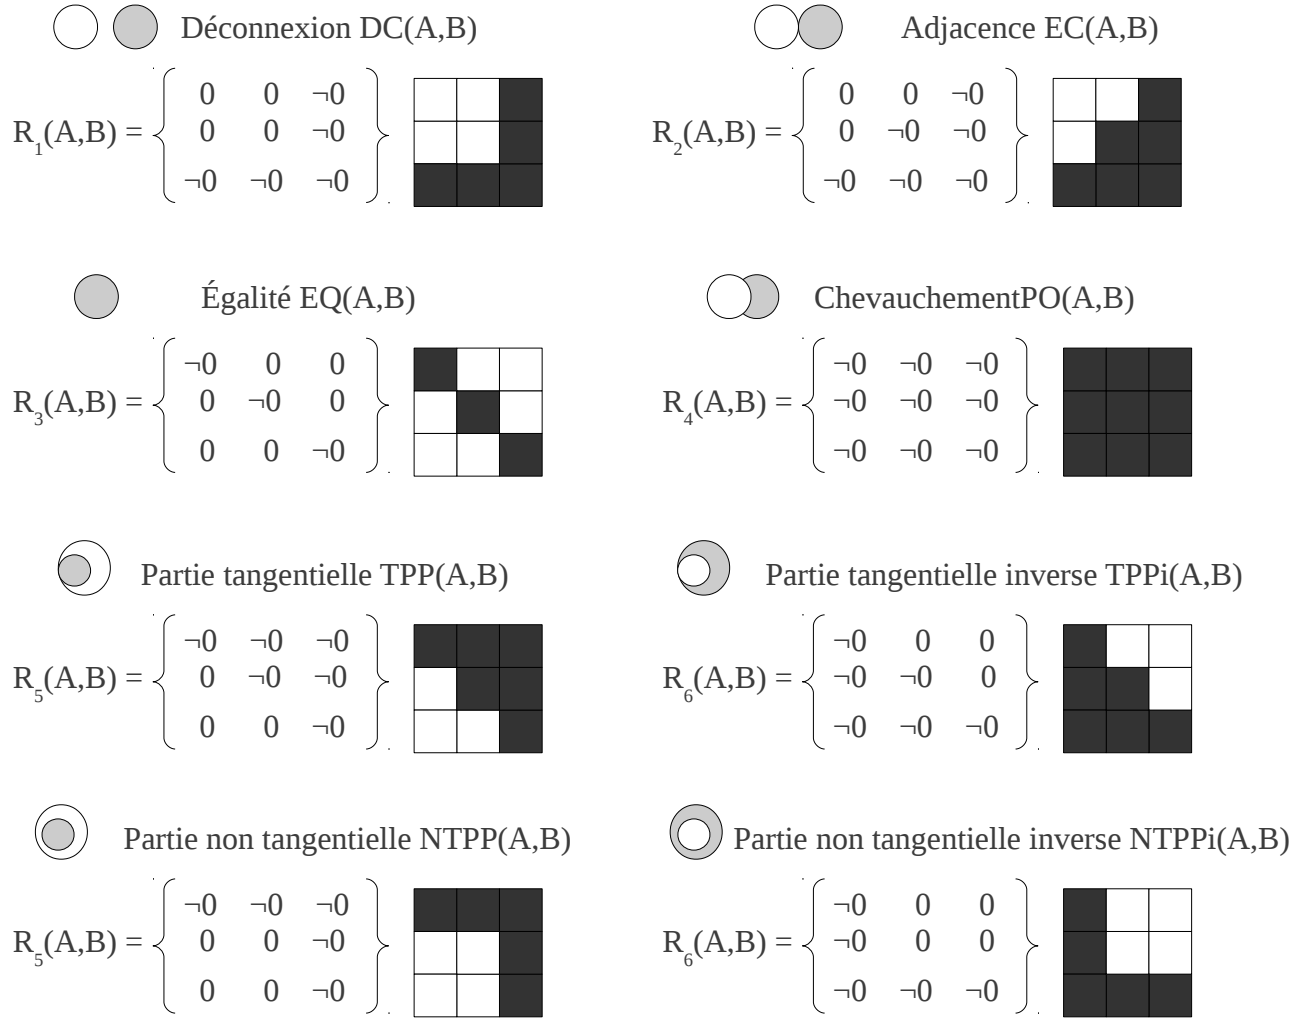 Déconnexion DC(A,B)
R1(A,B) =
0 0 ¬0
0 0 ¬0
¬0 ¬0 ¬0
Adjacence EC(A,B)
R2(A,B) =
0 0 ¬0
0 ¬0 ¬0
¬0 ¬0 ¬0
Égalité EQ(A,B)
R3(A,B) =
¬0 0 0
0 ¬0 0
0 0 ¬0
ChevauchementPO(A,B)
R4(A,B) =
¬0 ¬0 ¬0
¬0 ¬0 ¬0
¬0 ¬0 ¬0
Partie tangentielle TPP(A,B)
R5(A,B) =
¬0 ¬0 ¬0
0 ¬0 ¬0
0 0 ¬0
Partie tangentielle inverse TPPi(A,B)
R6(A,B) =
¬0 0 0
¬0 ¬0 0
¬0 ¬0 ¬0
Partie non tangentielle NTPP(A,B)
R5(A,B) =
¬0 ¬0 ¬0
0 0 ¬0
0 0 ¬0
Partie non tangentielle inverse NTPPi(A,B)
R6(A,B) =
¬0 0 0
¬0 0 0
¬0 ¬0 ¬0